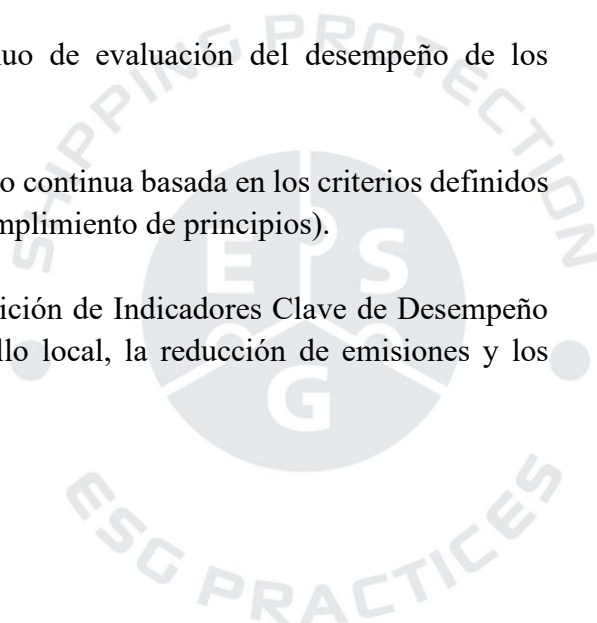 uo de evaluación del desempeño de los
o continua basada en los criterios definidos
mplimiento de principios).
ición de Indicadores Clave de Desempeño
llo local, la reducción de emisiones y los
SHIPPING PROTECTION
E P S
G
ESG PRACTICES